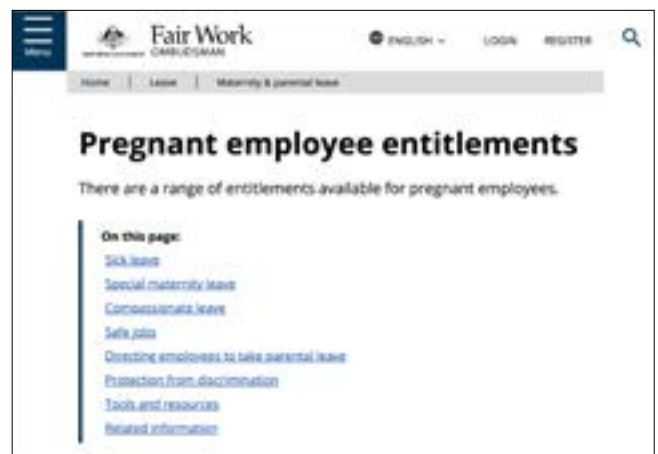 Menu
Fair Work
OMBUDSMAN
ENGLISH
LOGIN
REGISTER
Home | Leave | Maternity & parental leave
Pregnant employee entitlements
There are a range of entitlements available for pregnant employees.
On this page:
Sick leave
Special maternity leave
Compassionate leave
Safe jobs
Directing employees to take parental leave
Protection from discrimination
Tools and resources
Related information